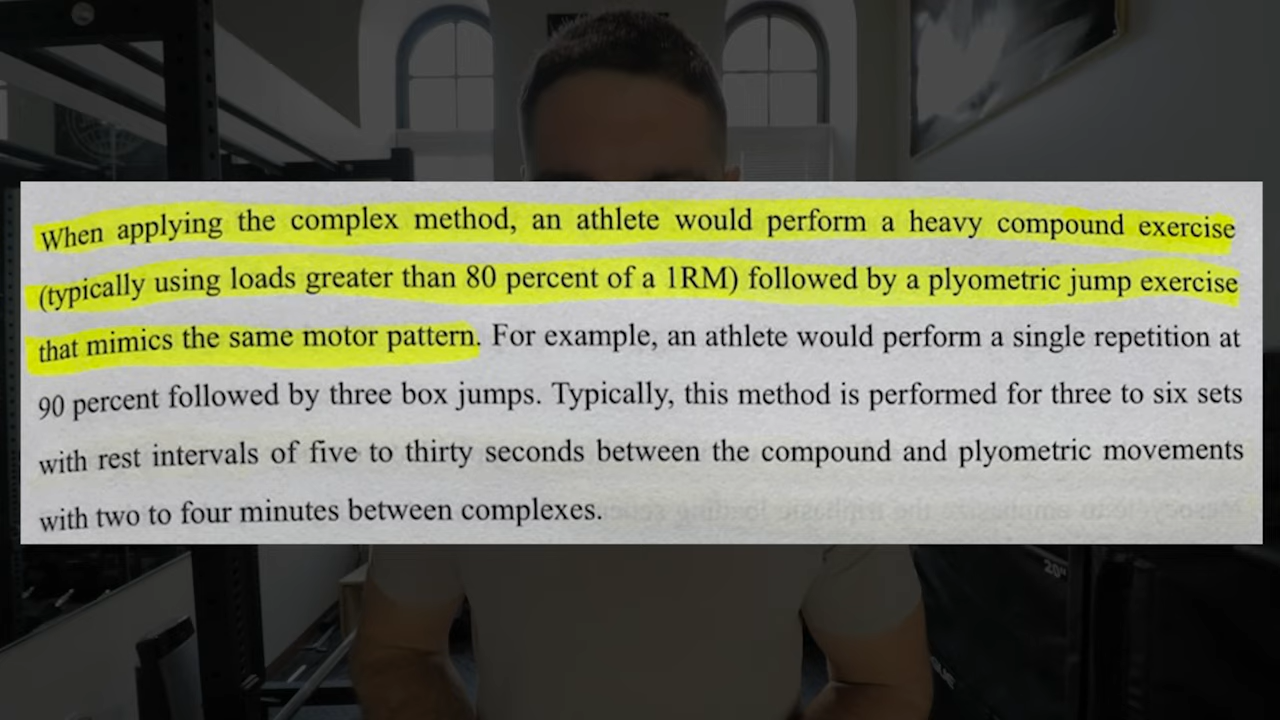 When applying the complex method, an athlete would perform a heavy compound exercise
(typically using loads greater than 80 percent of a 1RM) followed by a plyometric jump exercise
that mimics the same motor pattern. For example, an athlete would perform a single repetition at
90 percent followed by three box jumps. Typically, this method is performed for three to six sets
with rest intervals of five to thirty seconds between the compound and plyometric movements
with two to four minutes between complexes.
20"